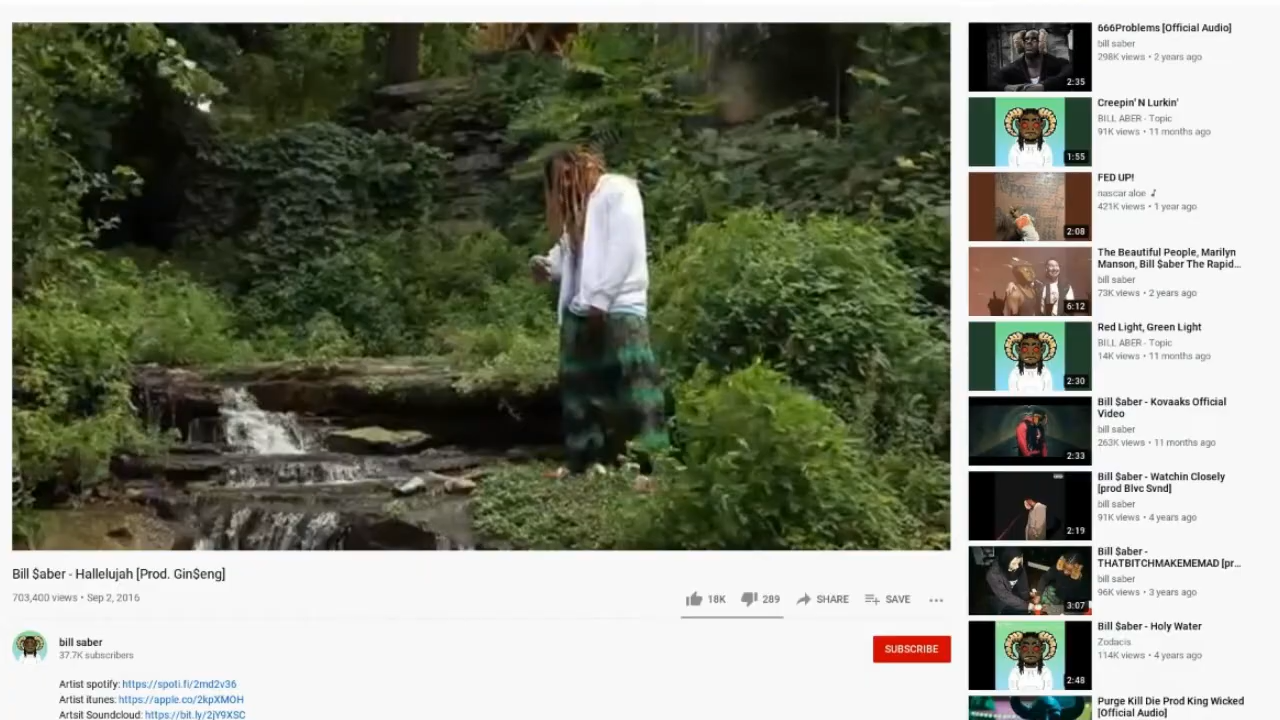 Bill $aber - Hallelujah [Prod. Gin$eng]
703,400 views • Sep 2, 2016
18K
289
SHARE
SAVE
bill saber
37.7K subscribers
SUBSCRIBE
Artist spotify: https://spoti.fi/2md2v36
Artist itunes: https://apple.co/2kpXMOH
Artsit Soundcloud: https://bit.ly/2jY9XSC
666Problems [Official Audio]
bill saber
298K views • 2 years ago
2:35
Creepin' N Lurkin'
BILL ABER - Topic
91K views • 11 months ago
1:55
FED UP!
nascar aloe ♪
421K views • 1 year ago
2:08
The Beautiful People, Marilyn
Manson, Bill $aber The Rapid...
bill saber
73K views • 2 years ago
6:12
Red Light, Green Light
BILL ABER - Topic
14K views • 11 months ago
2:30
Bill $aber - Kovaaks Official
Video
bill saber
263K views • 11 months ago
2:33
Bill $aber - Watchin Closely
[prod Blvc Svnd]
bill saber
91K views • 4 years ago
2:19
Bill $aber -
THATBITCHMAKEMEMAD [pr...
bill saber
96K views • 3 years ago
3:07
Bill $aber - Holy Water
Zodacis
114K views • 4 years ago
2:48
Purge Kill Die Prod King Wicked
[Official Audio]